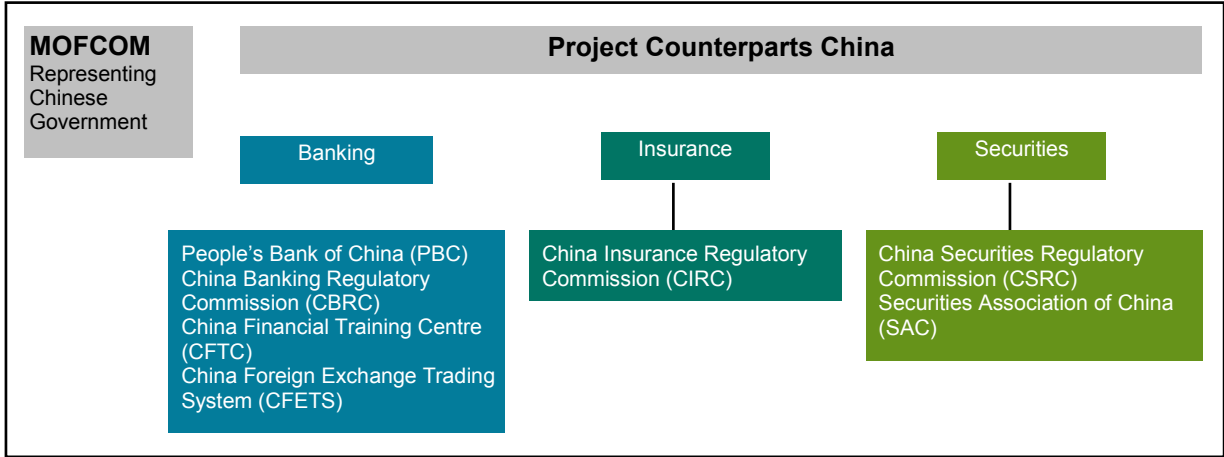 MOFCOM
Representing
Chinese
Government
Project Counterparts China
Banking
Insurance
Securities
People’s Bank of China (PBC)
China Banking Regulatory
Commission (CBRC)
China Financial Training Centre
(CFTC)
China Foreign Exchange Trading
System (CFETS)
China Insurance Regulatory
Commission (CIRC)
China Securities Regulatory
Commission (CSRC)
Securities Association of China
(SAC)